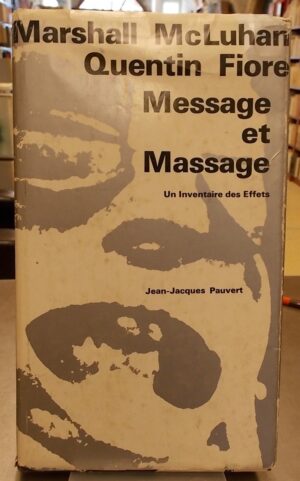 Marshall McLuhan
Quentin Fiore
Message
et
Massage
Un Inventaire des Effets
Jean-Jacques Pauvert